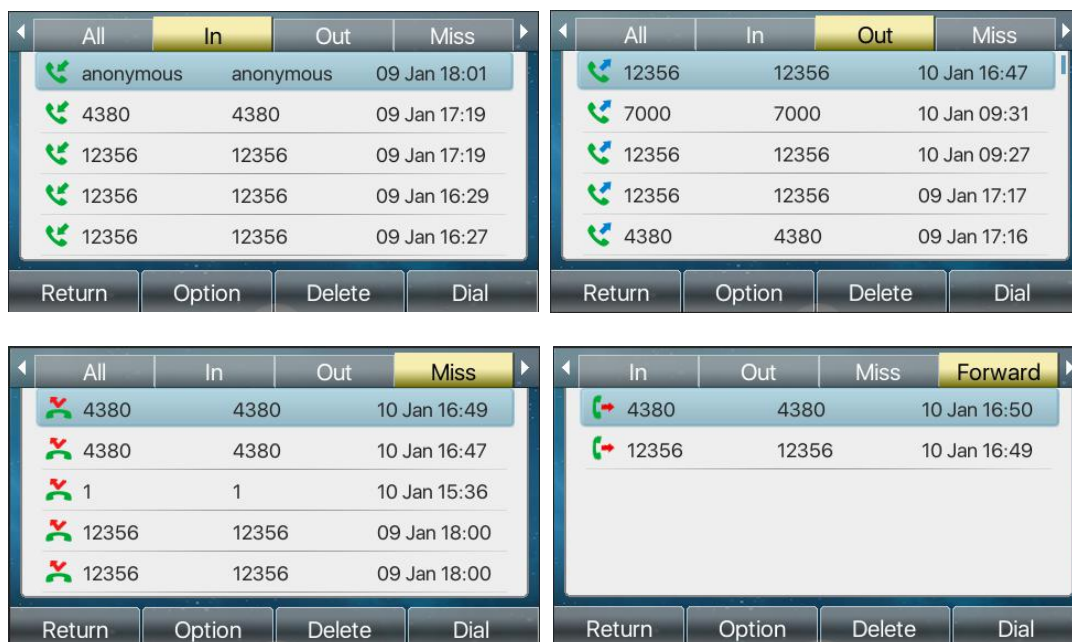 All In Out Miss
anonymous anonymous 09 Jan 18:01
4380 4380 09 Jan 17:19
12356 12356 09 Jan 17:19
12356 12356 09 Jan 16:29
12356 12356 09 Jan 16:27
Return Option Delete Dial
All In Out Miss
12356 12356 10 Jan 16:47
7000 7000 10 Jan 09:31
12356 12356 10 Jan 09:27
12356 12356 09 Jan 17:17
4380 4380 09 Jan 17:16
Return Option Delete Dial
All In Out Miss
4380 4380 10 Jan 16:49
4380 4380 10 Jan 16:47
1 1 10 Jan 15:36
12356 12356 09 Jan 18:00
12356 12356 09 Jan 18:00
Return Option Delete Dial
In Out Miss Forward
4380 4380 10 Jan 16:50
12356 12356 10 Jan 16:49
Return Option Delete Dial